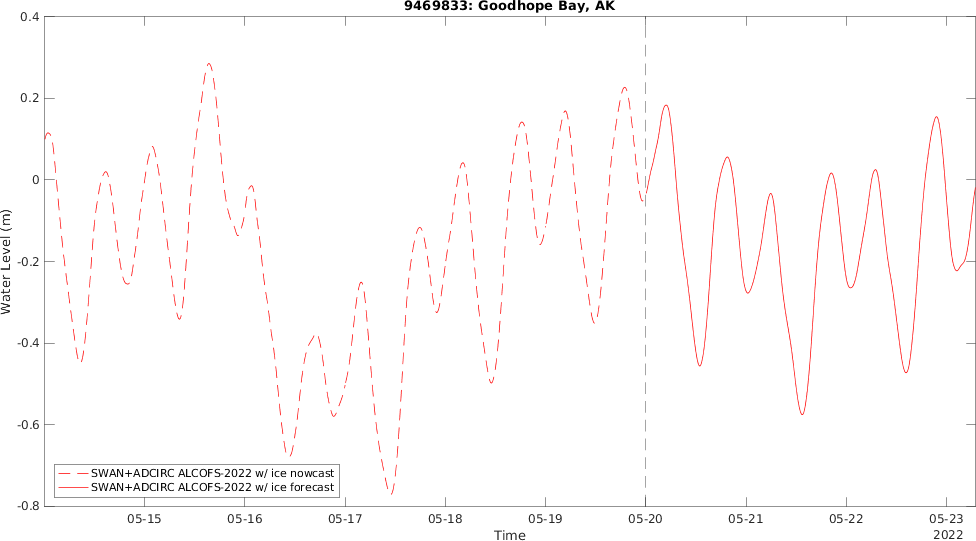 9469833: Goodhope Bay, AK
Water Level (m)
0.4
0.2
0
-0.2
-0.4
-0.6
-0.8
SWAN+ADCIRC ALCOFS-2022 w/ ice nowcast
SWAN+ADCIRC ALCOFS-2022 w/ ice forecast
05-15 05-16 05-17 05-18 05-19 05-20 05-21 05-22 05-23
Time 2022